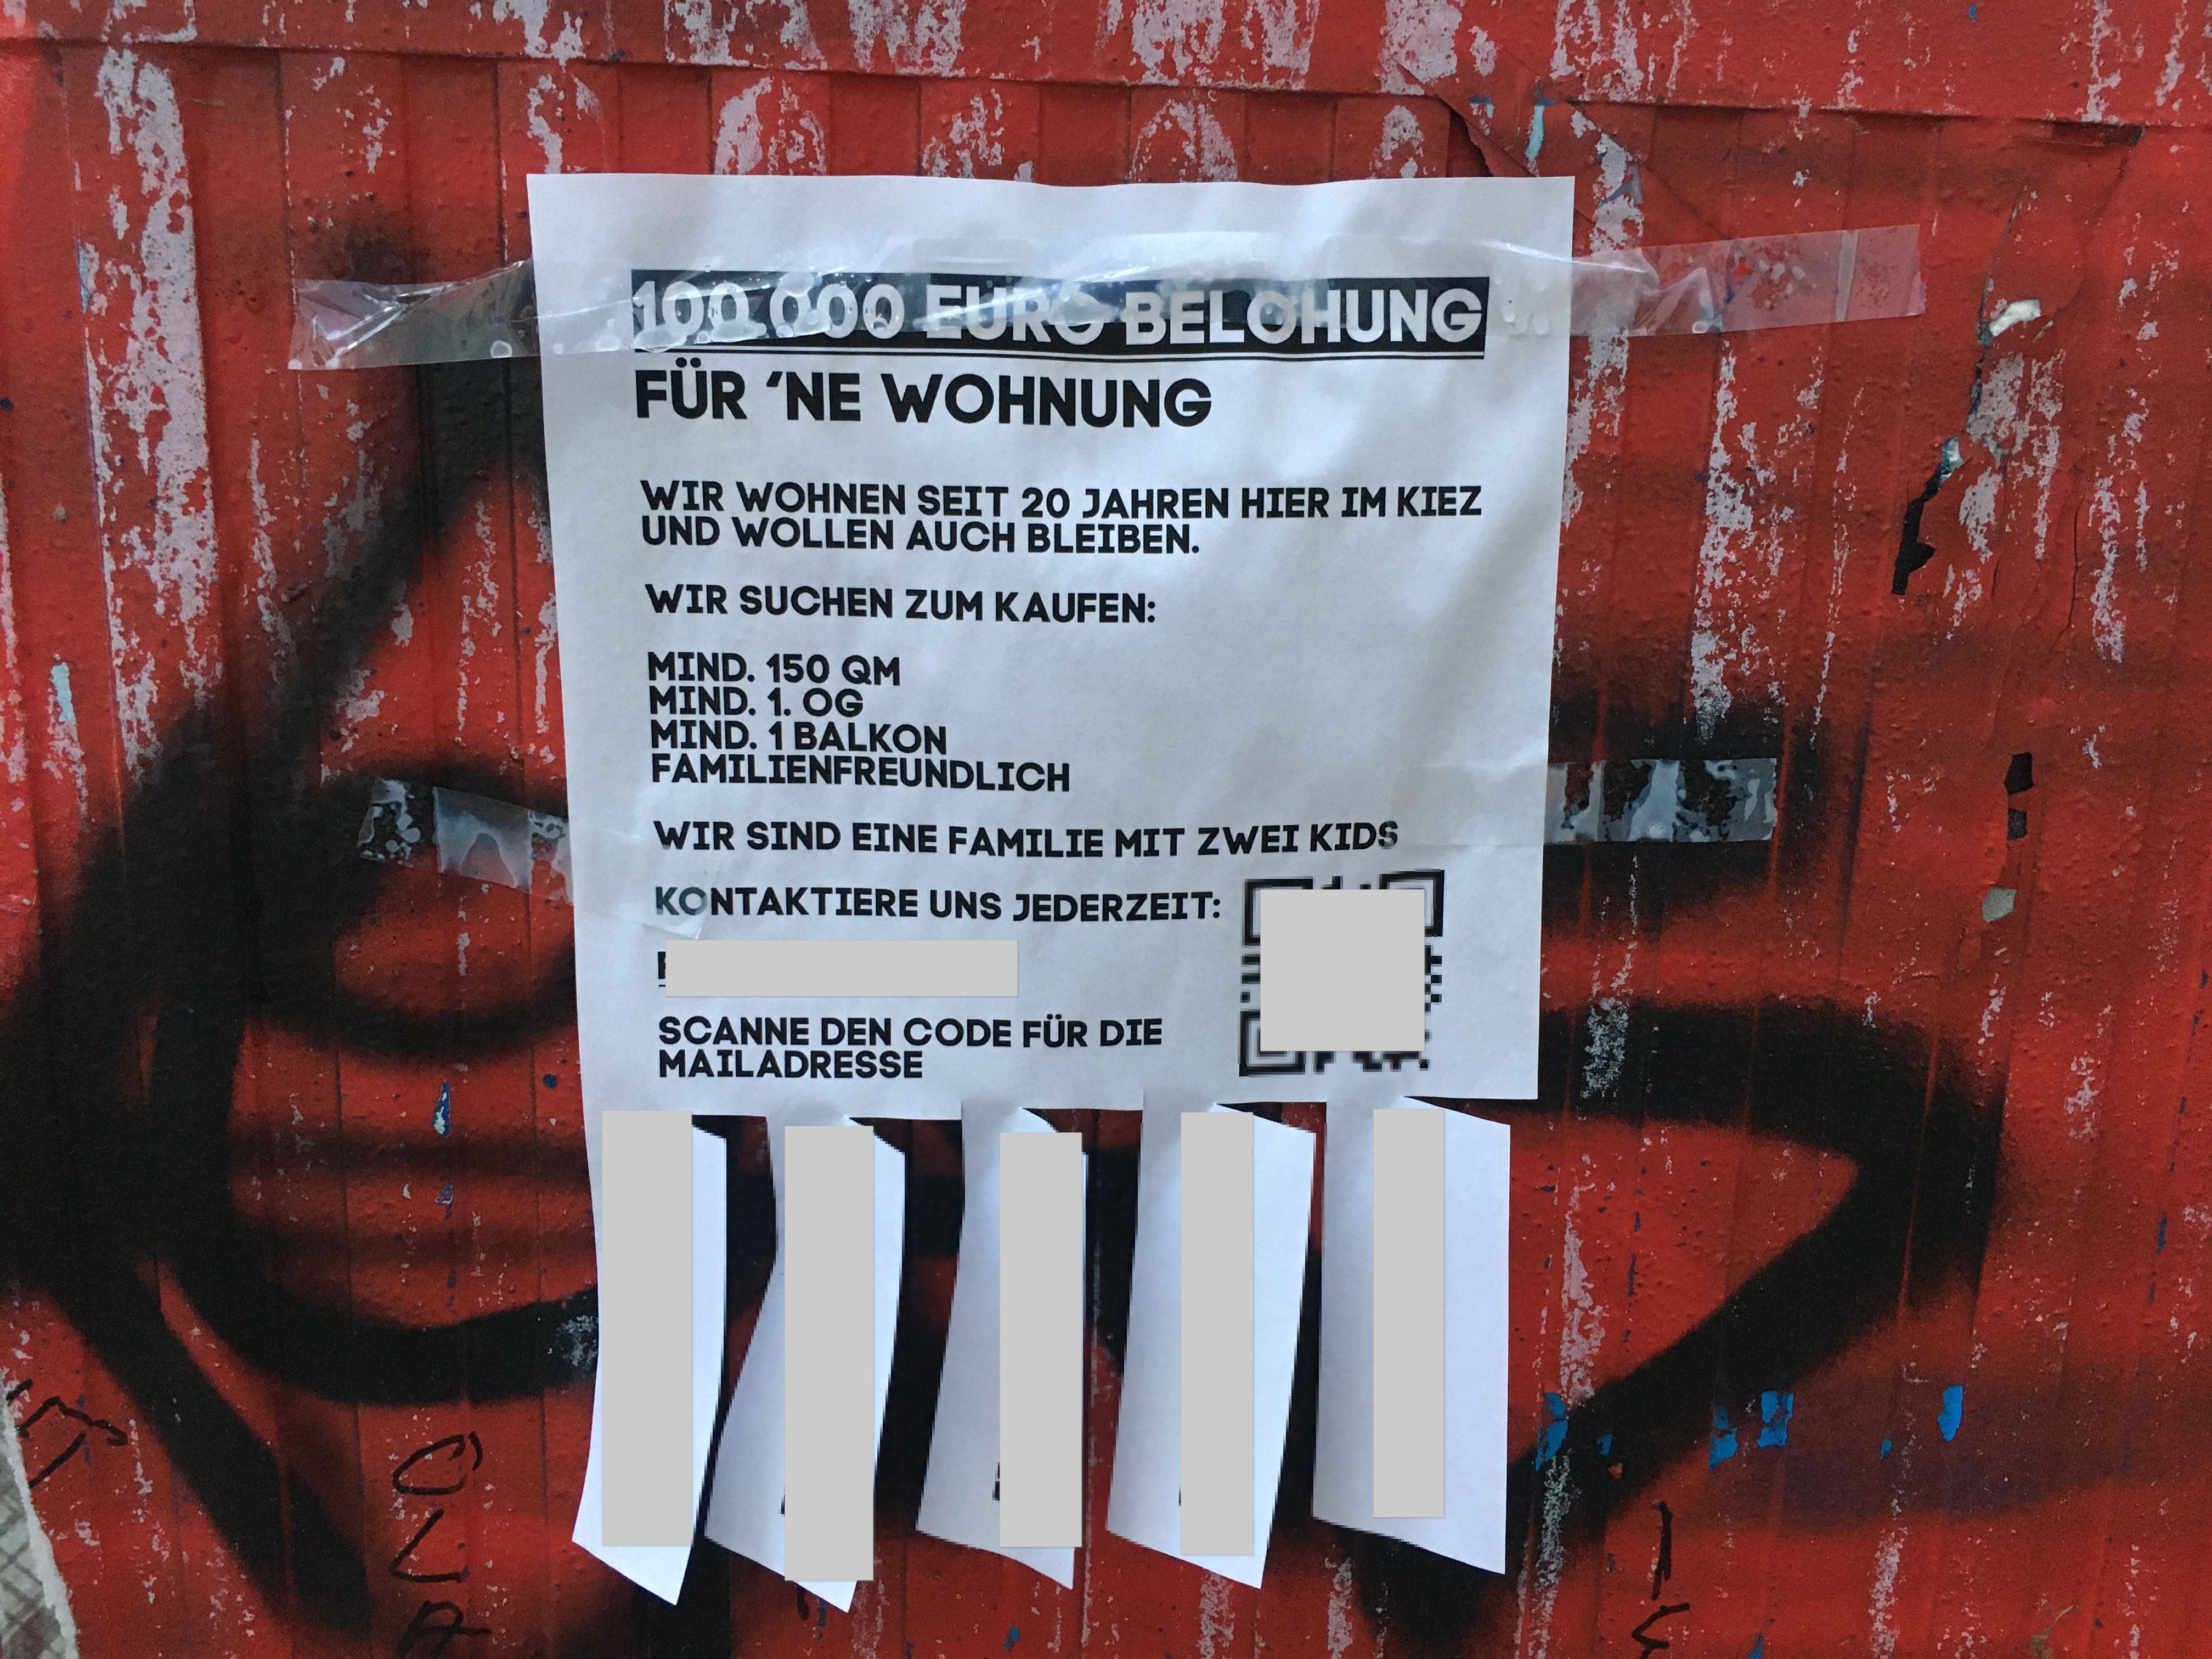 100 000 EURO BELOHUNG
FÜR ‘NE WOHNUNG
WIR WOHNEN SEIT 20 JAHREN HIER IM KIEZ
UND WOLLEN AUCH BLEIBEN.
WIR SUCHEN ZUM KAUFEN:
MIND. 150 QM
MIND. 1. OG
MIND. 1 BALKON
FAMILIENFREUNDLICH
WIR SIND EINE FAMILIE MIT ZWEI KIDS
KONTAKTIERE UNS JEDERZEIT:
SCANNE DEN CODE FÜR DIE
MAILADRESSE